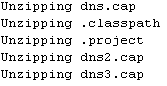 Unzipping dns.cap
Unzipping .classpath
Unzipping .project
Unzipping dns2.cap
Unzipping dns3.cap